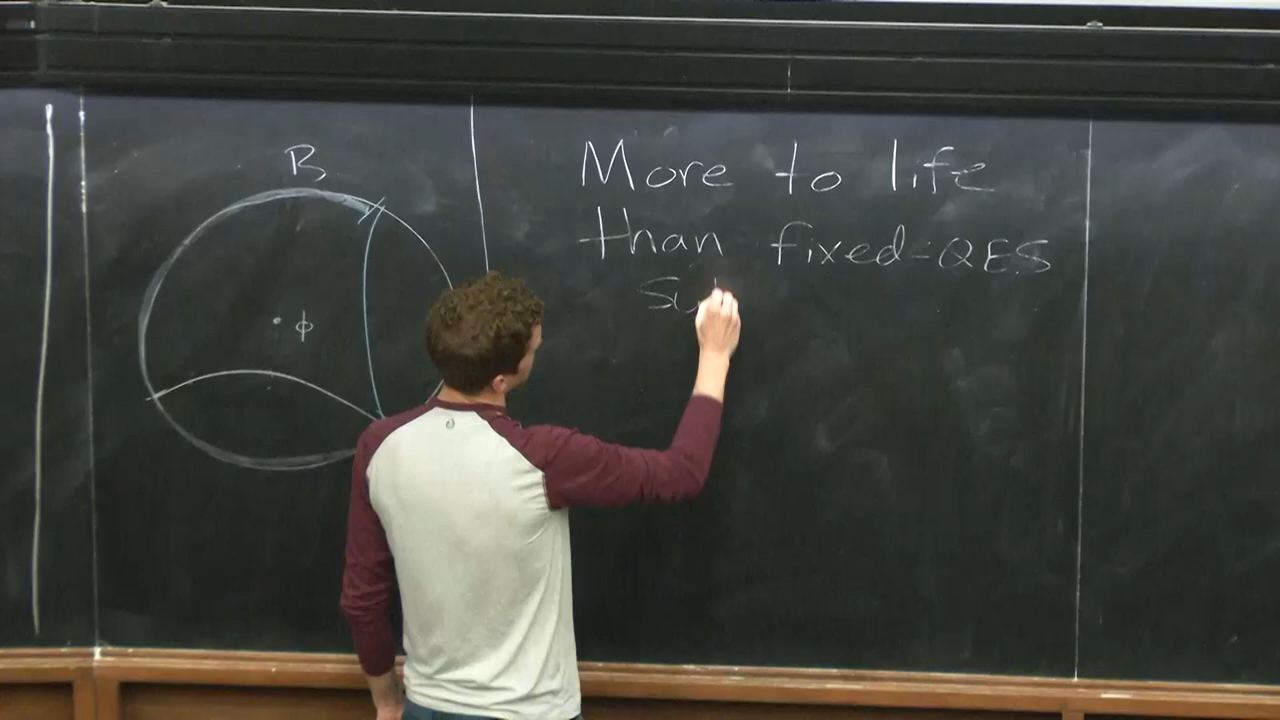 B
ϕ
More to life
than fixed-QES